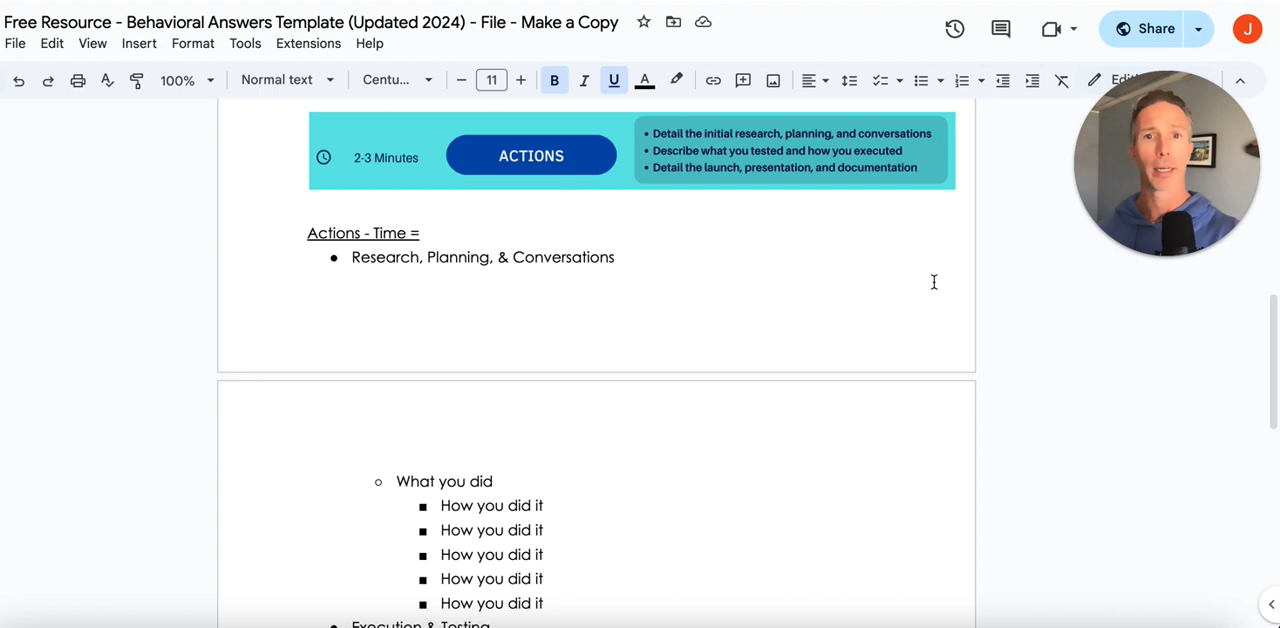 Free Resource - Behavioral Answers Template (Updated 2024) - File - Make a Copy
File Edit View Insert Format Tools Extensions Help
Share
J
100% Normal text Centu... 11 B I U A
2-3 Minutes
ACTIONS
• Detail the initial research, planning, and conversations
• Describe what you tested and how you executed
• Detail the launch, presentation, and documentation
Actions - Time =
● Research, Planning, & Conversations
○ What you did
■ How you did it
■ How you did it
■ How you did it
■ How you did it
■ How you did it
● Execution & Testing